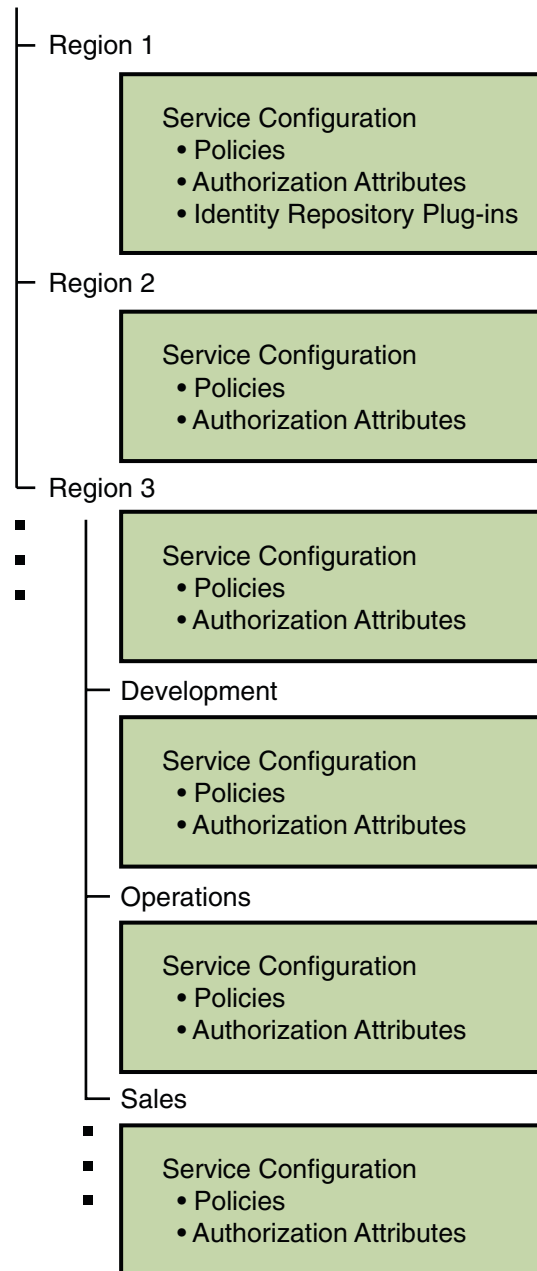 Region 1
Service Configuration
• Policies
• Authorization Attributes
• Identity Repository Plug-ins
Region 2
Service Configuration
• Policies
• Authorization Attributes
Region 3
Service Configuration
• Policies
• Authorization Attributes
Development
Service Configuration
• Policies
• Authorization Attributes
Operations
Service Configuration
• Policies
• Authorization Attributes
Sales
Service Configuration
• Policies
• Authorization Attributes